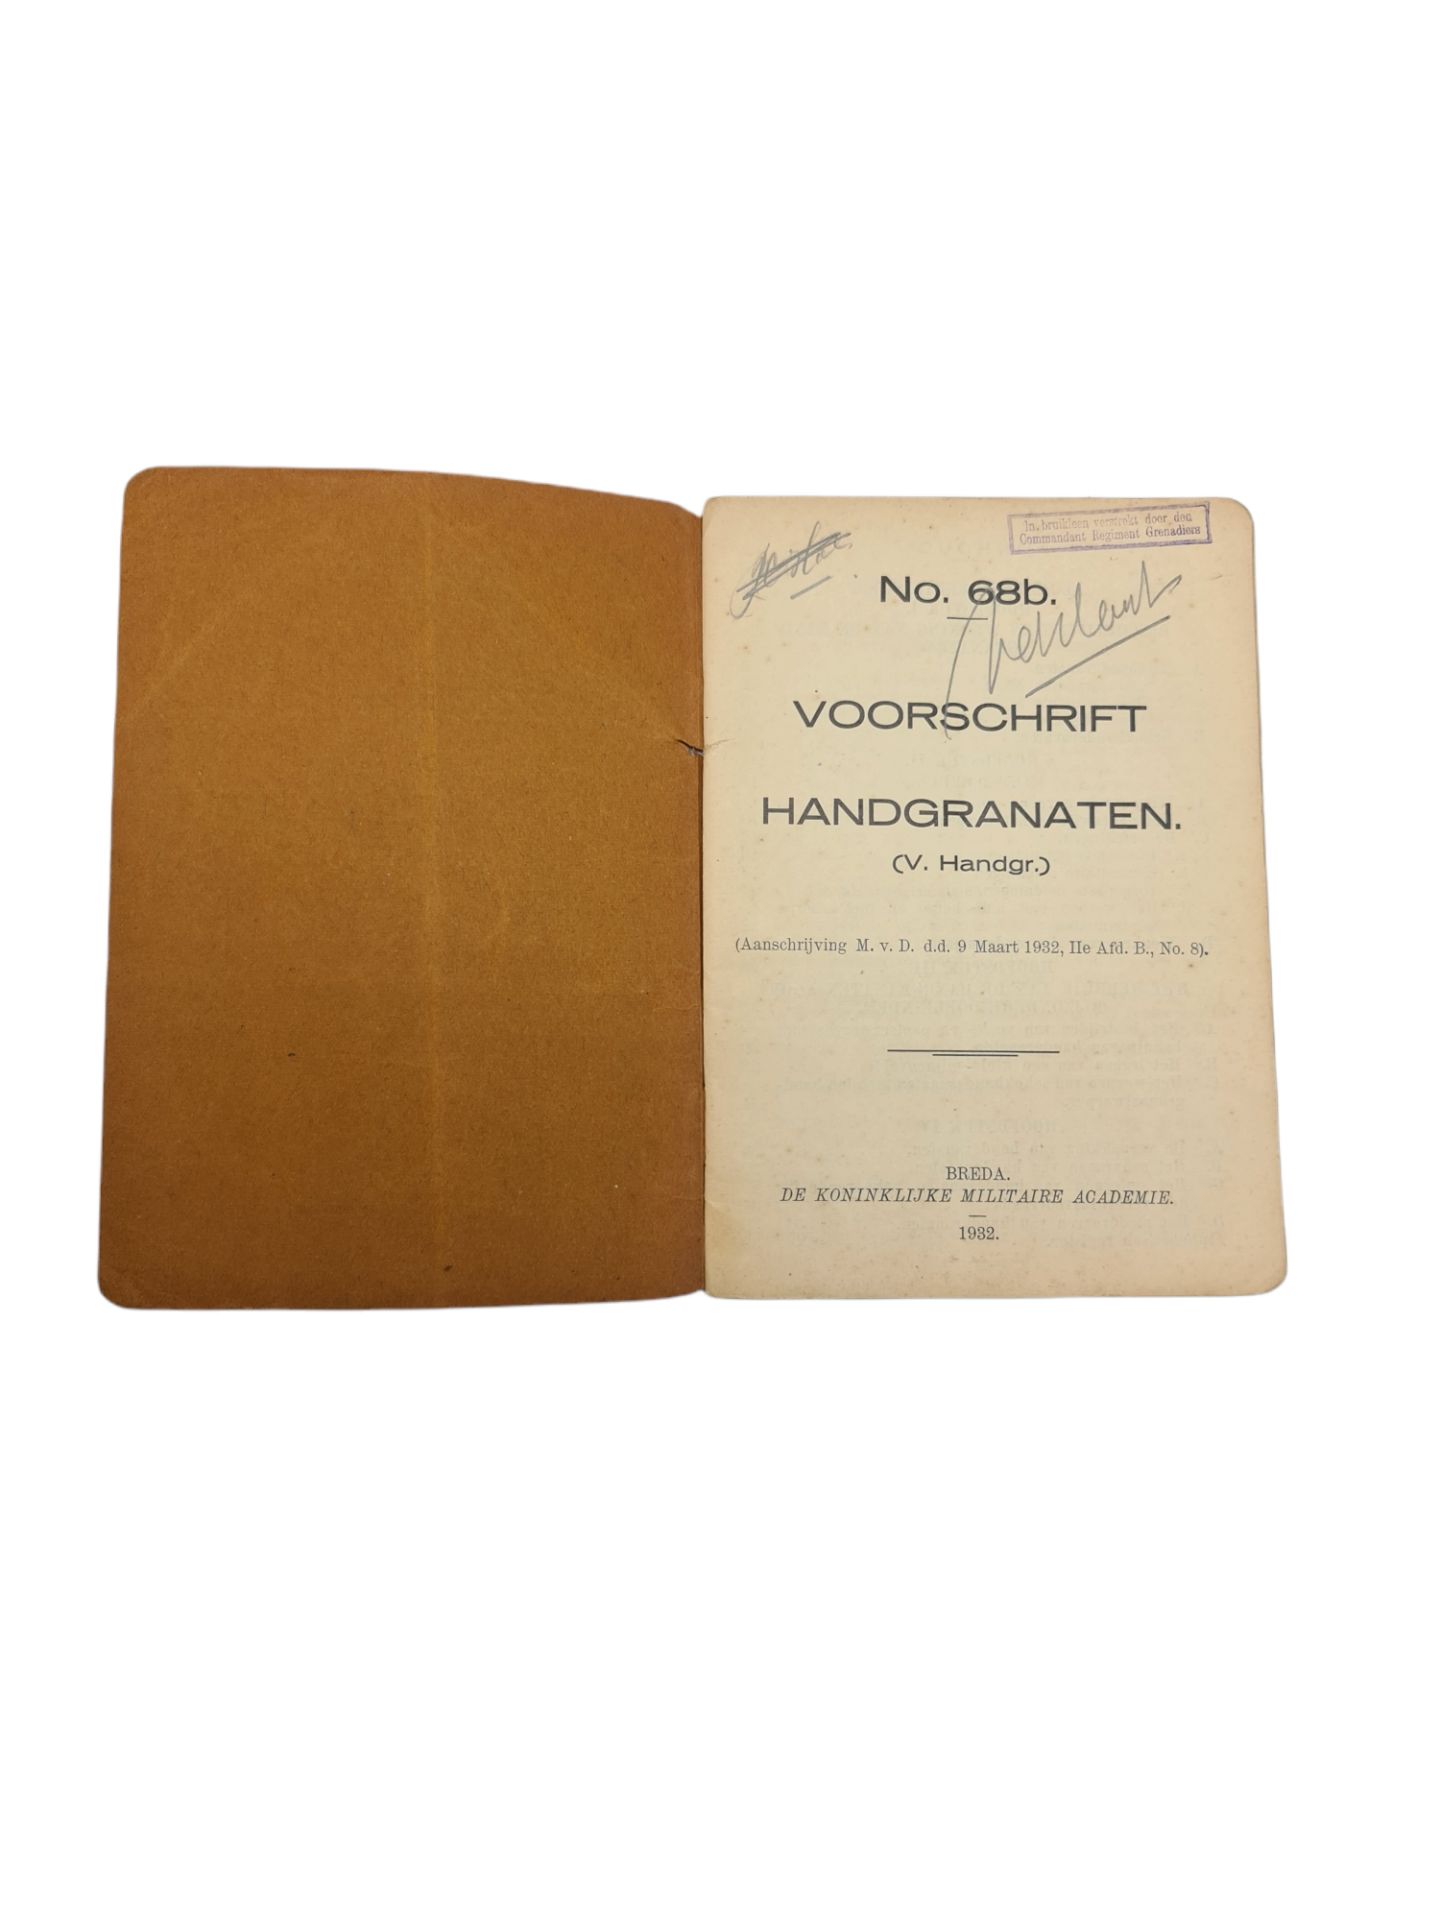 In bruikleen verstrekt door den
Commandant Regiment Grenadiers
No. 68b.
VOORSCHRIFT
HANDGRANATEN.
(V. Handgr.)
(Aanschrijving M. v. D. d.d. 9 Maart 1932, IIe Afd. B., No. 8).
BREDA.
DE KONINKLIJKE MILITAIRE ACADEMIE.
1932.